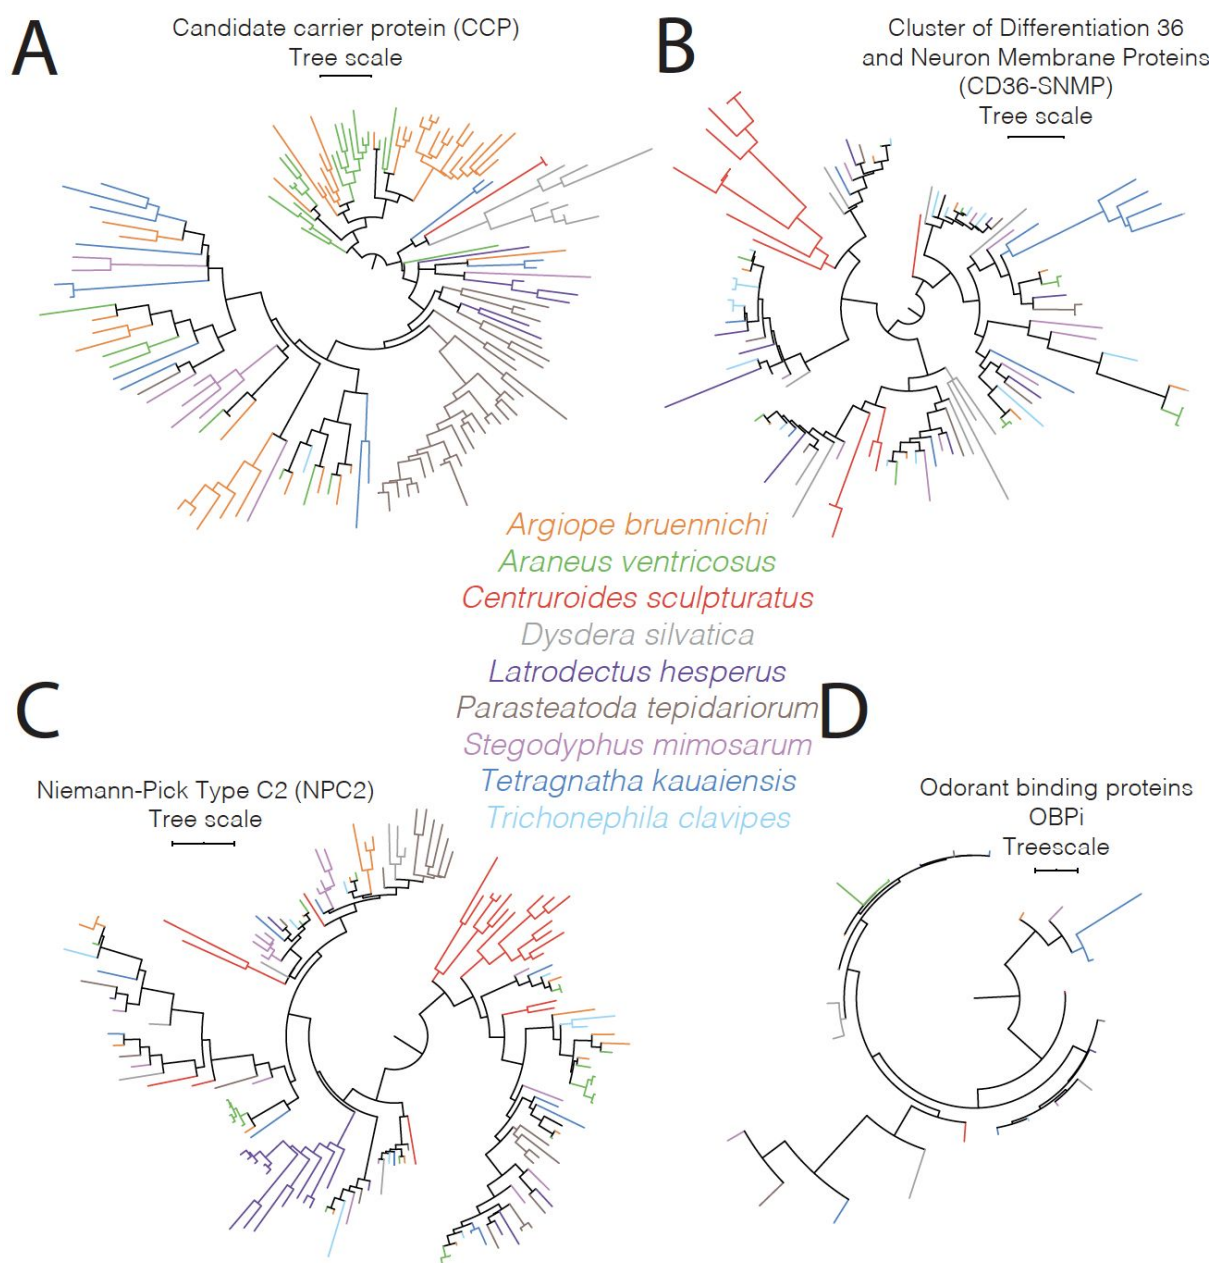 A
Candidate carrier protein (CCP)
Tree scale
B
Cluster of Differentiation 36
and Neuron Membrane Proteins
(CD36-SNMP)
Tree scale
Argiope bruennichi
Araneus ventricosus
Centruroides sculpturatus
Dysdera silvatica
Latrodectus hesperus
Parasteatoda tepidariorum
Stegodyphus mimosarum
Tetragnatha kauaiensis
Trichonephila clavipes
C
Niemann-Pick Type C2 (NPC2)
Tree scale
D
Odorant binding proteins
OBPi
Treescale